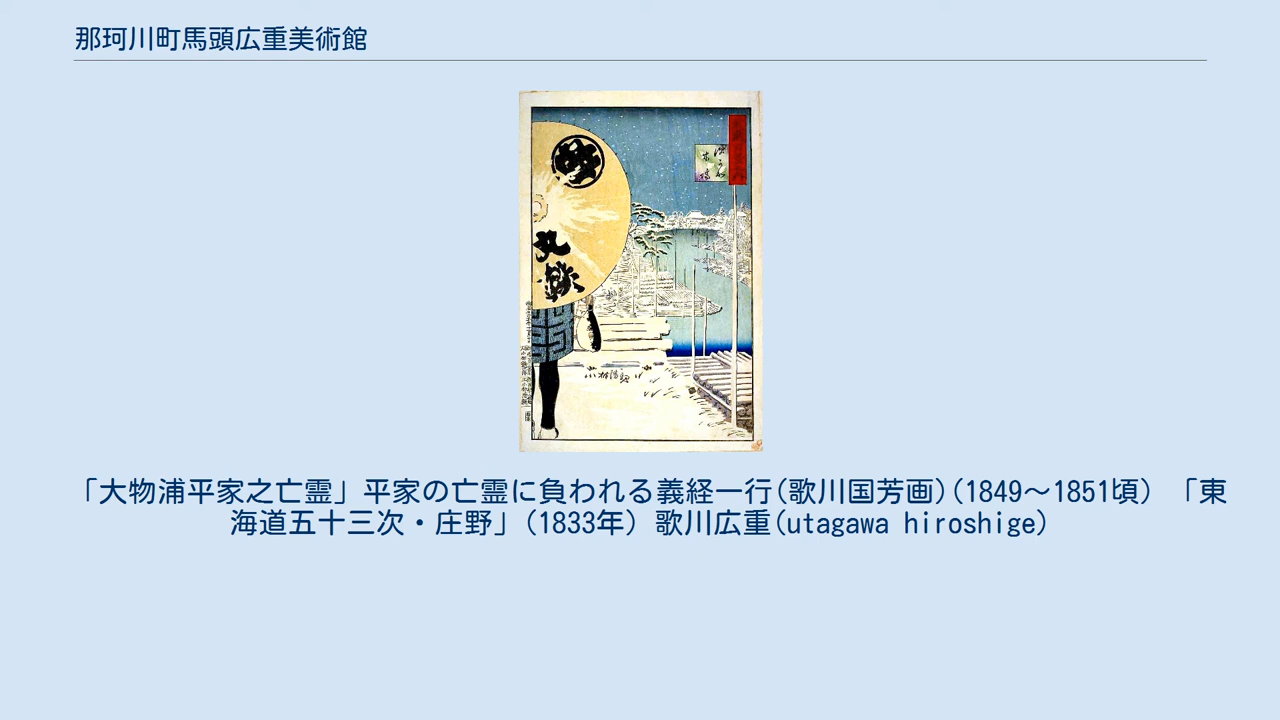 那珂川町馬頭広重美術館
「大物浦平家之亡霊」平家の亡霊に負われる義経一行(歌川国芳画)(1849～1851頃) 「東
海道五十三次・庄野」(1833年) 歌川広重(utagawa hiroshige)